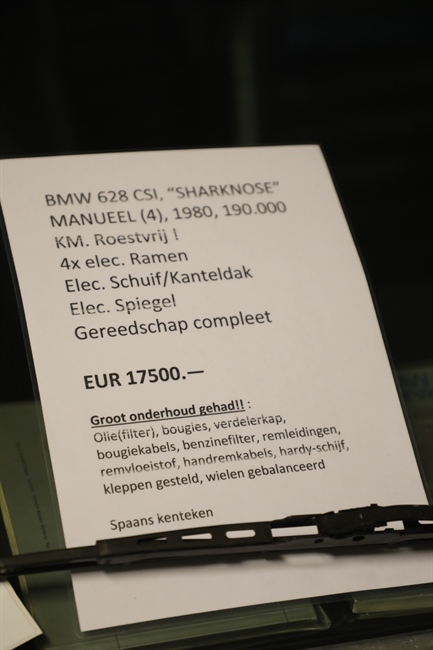 BMW 628 CSI, “SHARKNOSE”
MANUEEL (4), 1980, 190.000
KM. Roestvrij !
4x elec. Ramen
Elec. Schuif/Kanteldak
Elec. Spiegel
Gereedschap compleet
EUR 17500.—
Groot onderhoud gehad!! :
Olie(filter), bougies, verdelerkap,
bougiekabels, benzinefilter, remleidingen,
remvloeistof, handremkabels, hardy-schijf,
kleppen gesteld, wielen gebalanceerd
Spaans kenteken